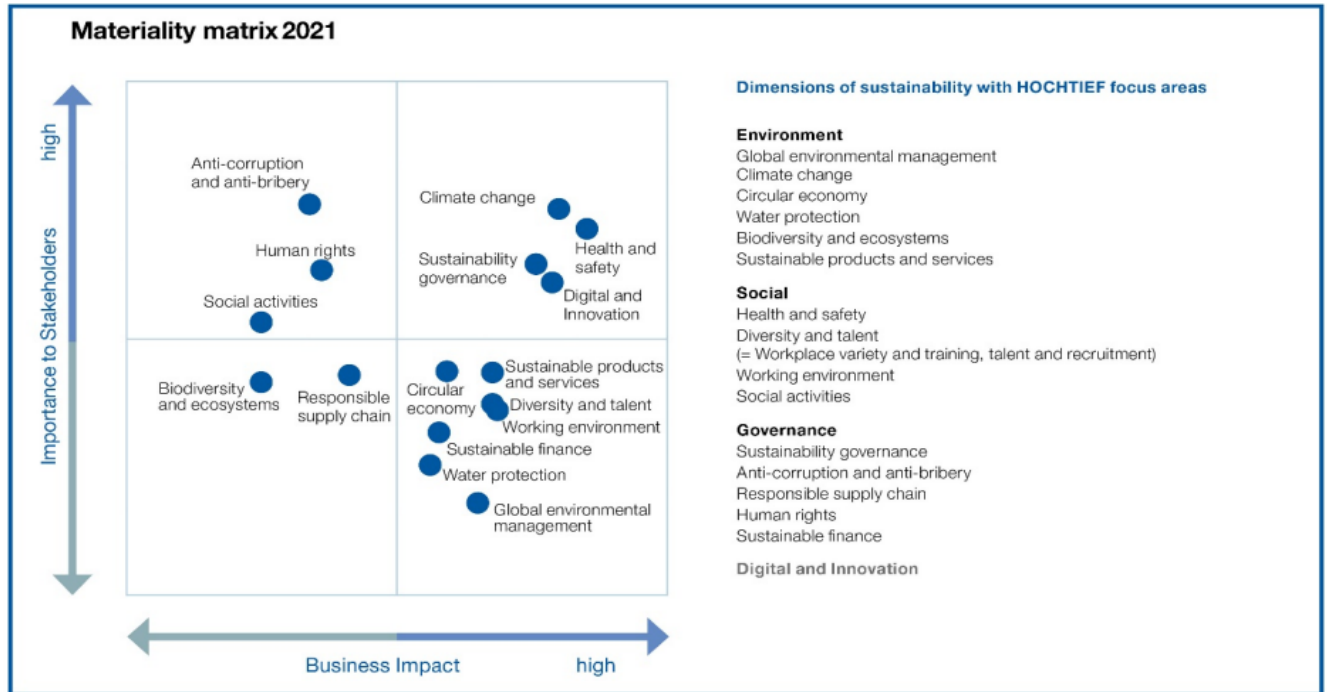 Materiality matrix 2021
Importance to Stakeholders
high
Anti-corruption
and anti-bribery
Human rights
Social activities
Climate change
Health and
safety
Sustainability
governance
Digital and
Innovation
Biodiversity
and ecosystems
Responsible
supply chain
Circular
economy
Sustainable products
and services
Diversity and talent
Working environment
Sustainable finance
Water protection
Global environmental
management
Business Impact
high
Dimensions of sustainability with HOCHTIEF focus areas
Environment
Global environmental management
Climate change
Circular economy
Water protection
Biodiversity and ecosystems
Sustainable products and services
Social
Health and safety
Diversity and talent
(= Workplace variety and training, talent and recruitment)
Working environment
Social activities
Governance
Sustainability governance
Anti-corruption and anti-bribery
Responsible supply chain
Human rights
Sustainable finance
Digital and Innovation